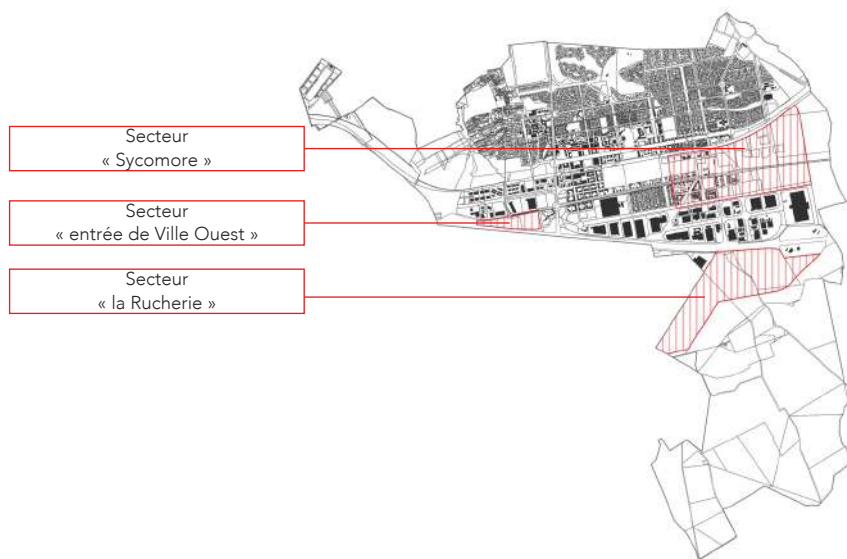 Secteur
« Sycomore »
Secteur
« entrée de Ville Ouest »
Secteur
« la Rucherie »